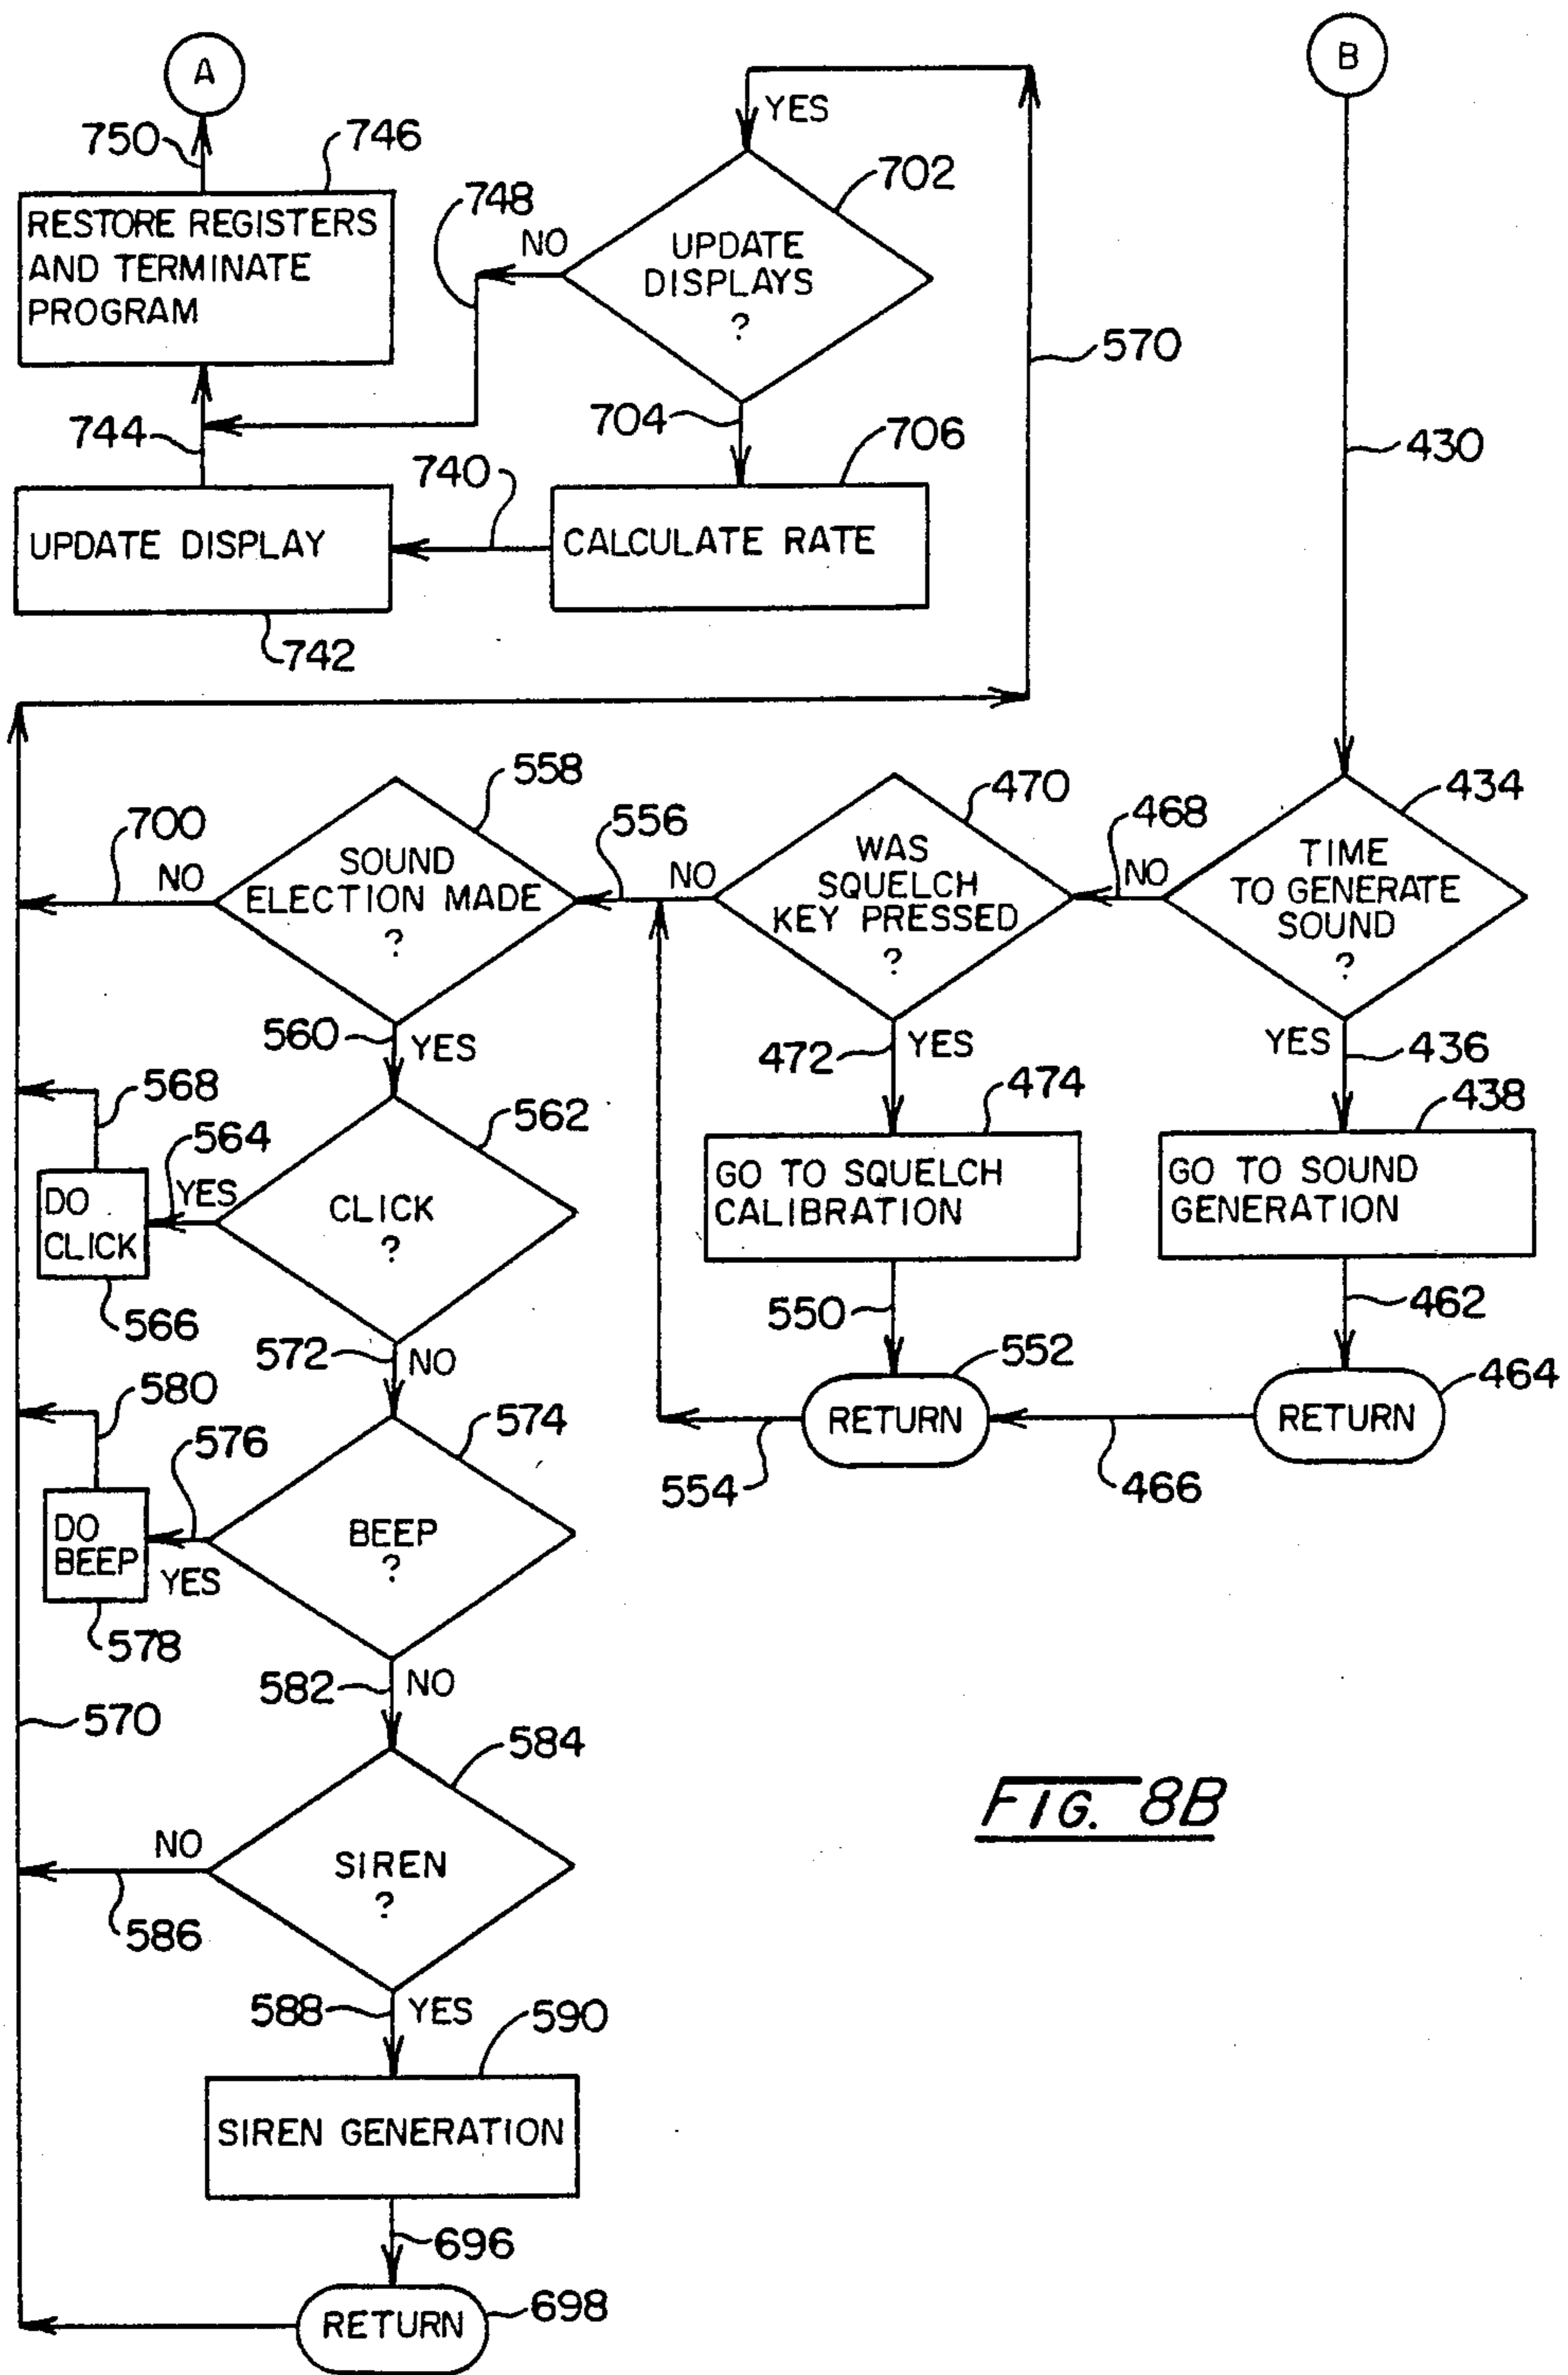 A
B
750
746
YES
702
748
NO
RESTORE REGISTERS
AND TERMINATE
PROGRAM
UPDATE
DISPLAYS
?
570
744
704
706
430
740
UPDATE DISPLAY
CALCULATE RATE
742
558
470
434
700
556
468
NO
SOUND
ELECTION MADE
?
NO
WAS
SQUELCH
KEY PRESSED
?
NO
TIME
TO GENERATE
SOUND
?
560
YES
472
YES
YES
436
568
562
474
438
564
DO
CLICK
YES
CLICK
?
GO TO SQUELCH
CALIBRATION
GO TO SOUND
GENERATION
566
550
462
572
NO
552
464
580
574
RETURN
RETURN
576
554
466
DO
BEEP
YES
BEEP
?
578
582
NO
570
584
NO
SIREN
?
FIG. 8B
586
588
YES
590
SIREN GENERATION
696
RETURN
698